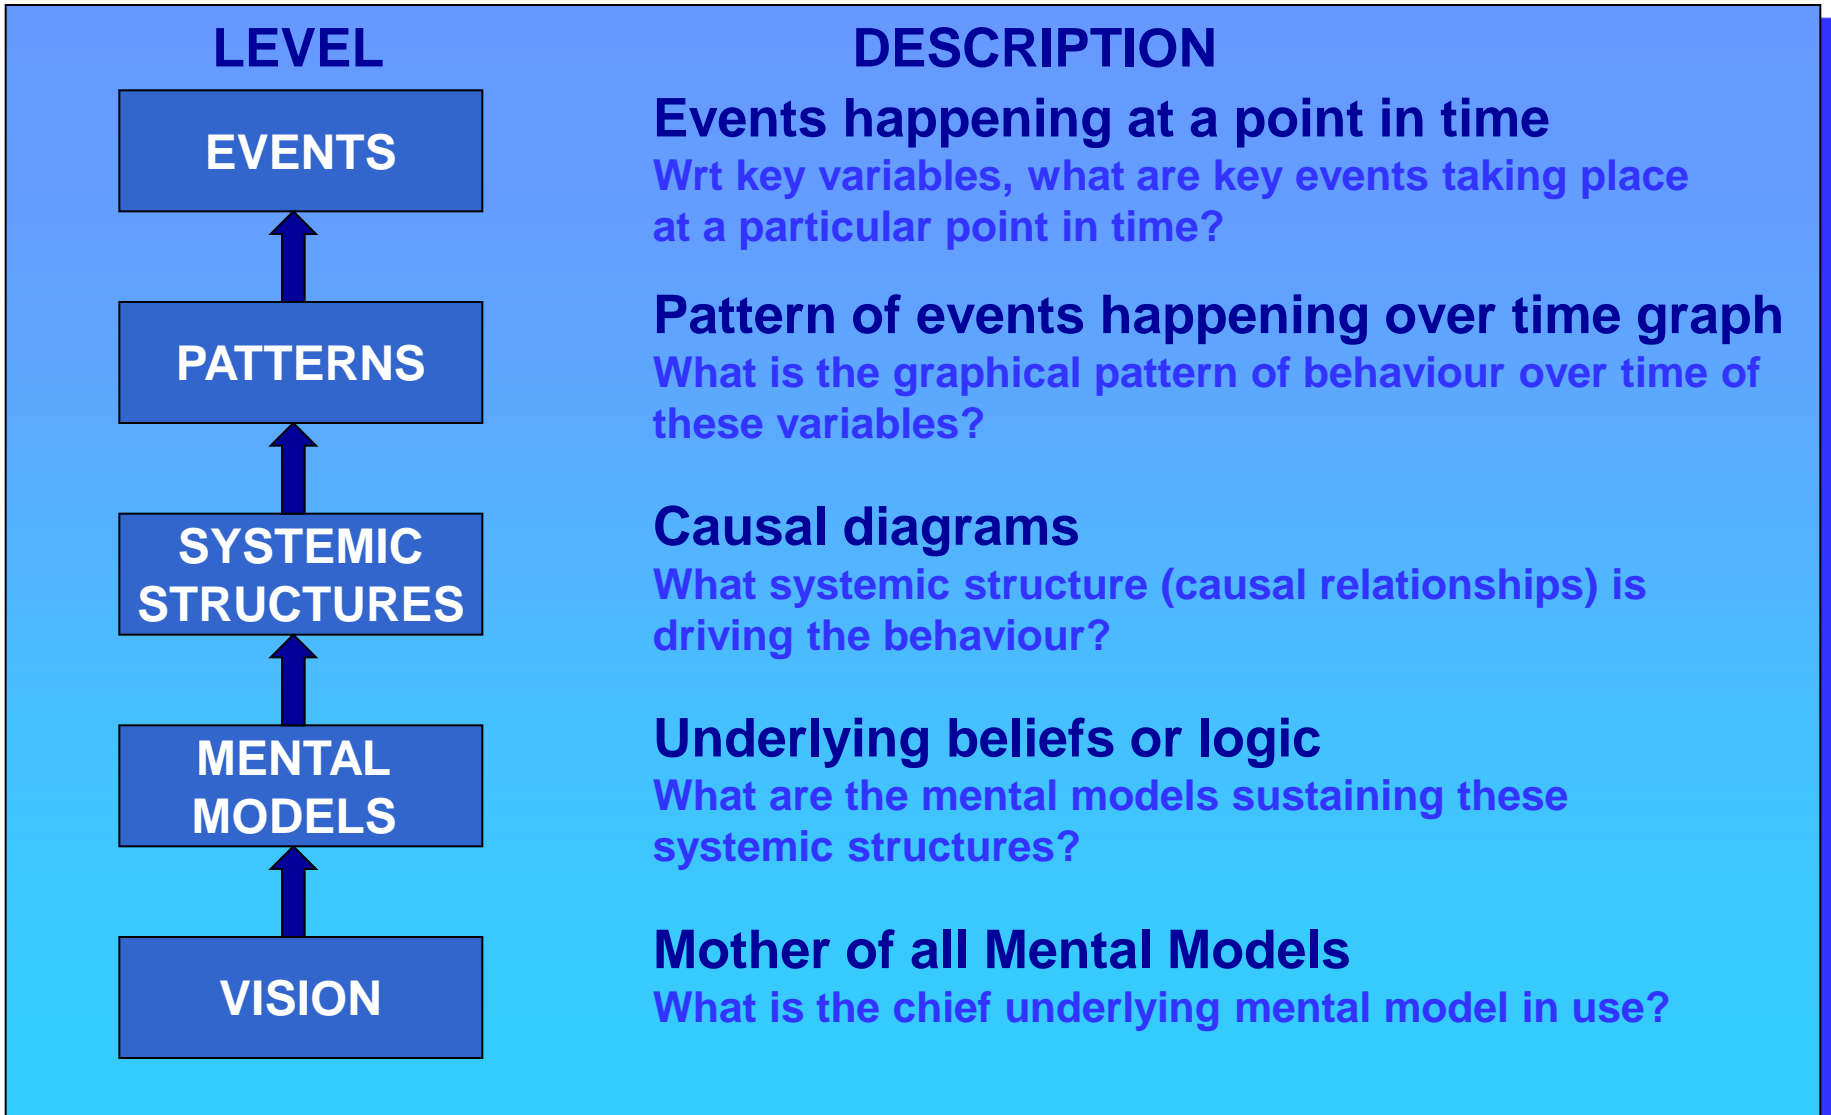 LEVEL
DESCRIPTION
EVENTS
Events happening at a point in time
Wrt key variables, what are key events taking place
at a particular point in time?
PATTERNS
Pattern of events happening over time graph
What is the graphical pattern of behaviour over time of
these variables?
SYSTEMIC
STRUCTURES
Causal diagrams
What systemic structure (causal relationships) is
driving the behaviour?
MENTAL
MODELS
Underlying beliefs or logic
What are the mental models sustaining these
systemic structures?
VISION
Mother of all Mental Models
What is the chief underlying mental model in use?